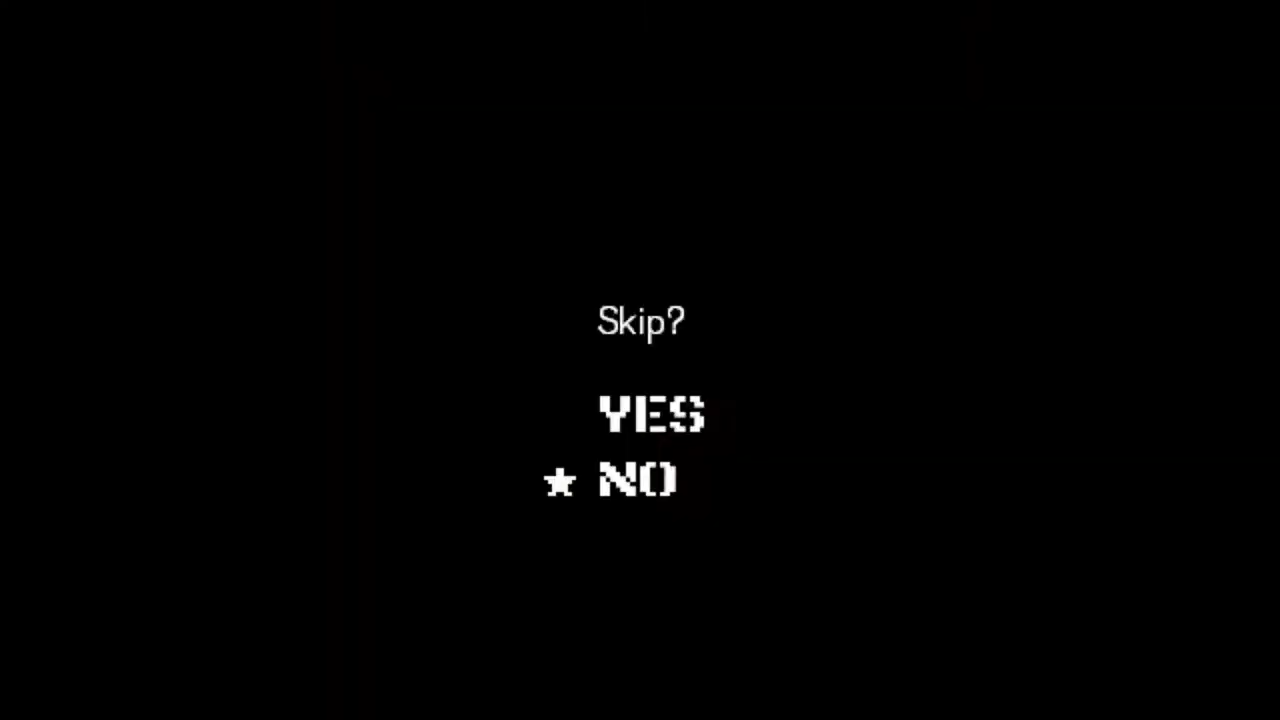 Skip?
YES
★ NO